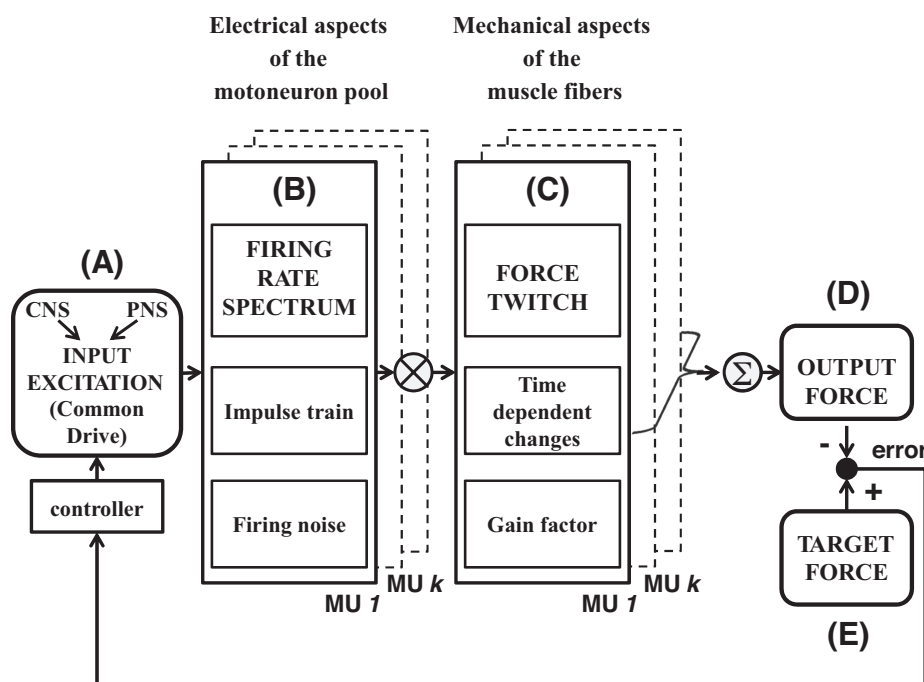 Electrical aspects
of the
motoneuron pool
Mechanical aspects
of the
muscle fibers
(A)
CNS PNS
INPUT
EXCITATION
(Common
Drive)
controller
(B)
FIRING
RATE
SPECTRUM
Impulse train
Firing noise
MU 1
MU k
(C)
FORCE
TWITCH
Time
dependent
changes
Gain factor
MU 1
MU k
Σ
(D)
OUTPUT
FORCE
-
error
+
TARGET
FORCE
(E)